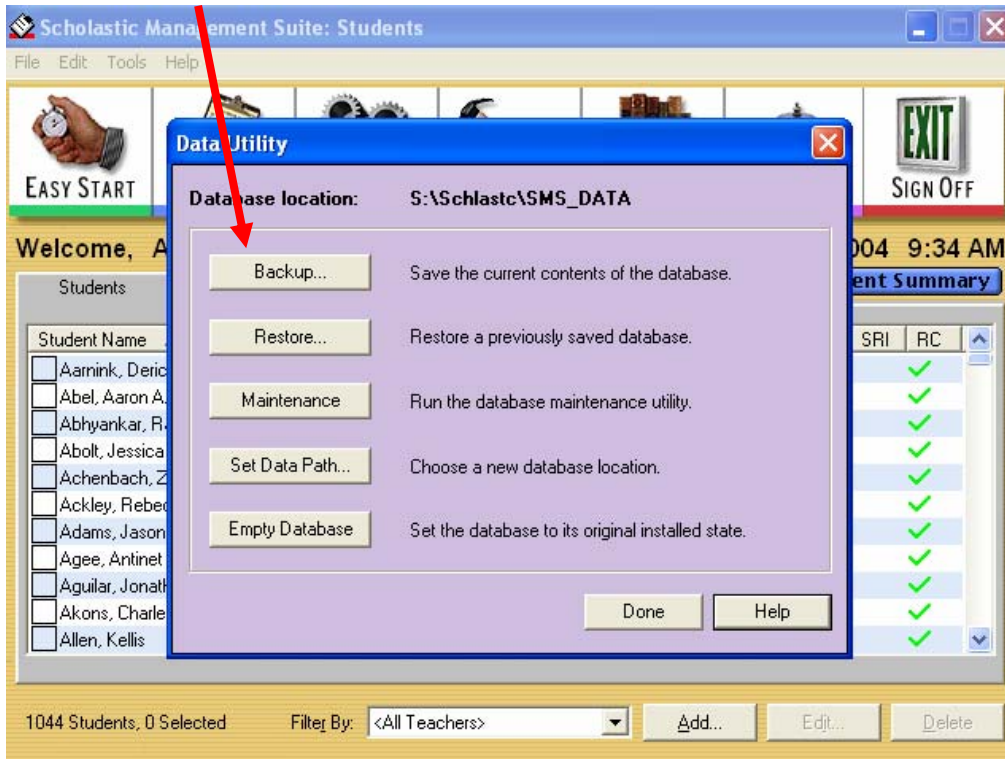 Scholastic Management Suite: Students
File Edit Tools Help
EASY START
EXIT
SIGN OFF
Data Utility
Database location: S:\Schlastc\SMS_DATA
Backup... Save the current contents of the database.
Restore... Restore a previously saved database.
Maintenance Run the database maintenance utility.
Set Data Path... Choose a new database location.
Empty Database Set the database to its original installed state.
Done Help
Welcome, A
004 9:34 AM
Students
ent Summary
Student Name SRI RC
Aarnink, Deric
Abel, Aaron A.
Abhyankar, R
Abolt, Jessica
Achenbach, Z
Ackley, Rebec
Adams, Jason
Agee, Antinet
Aguilar, Jonath
Akons, Charle
Allen, Kellis
1044 Students, 0 Selected Filter By: <All Teachers> Add... Edit... Delete